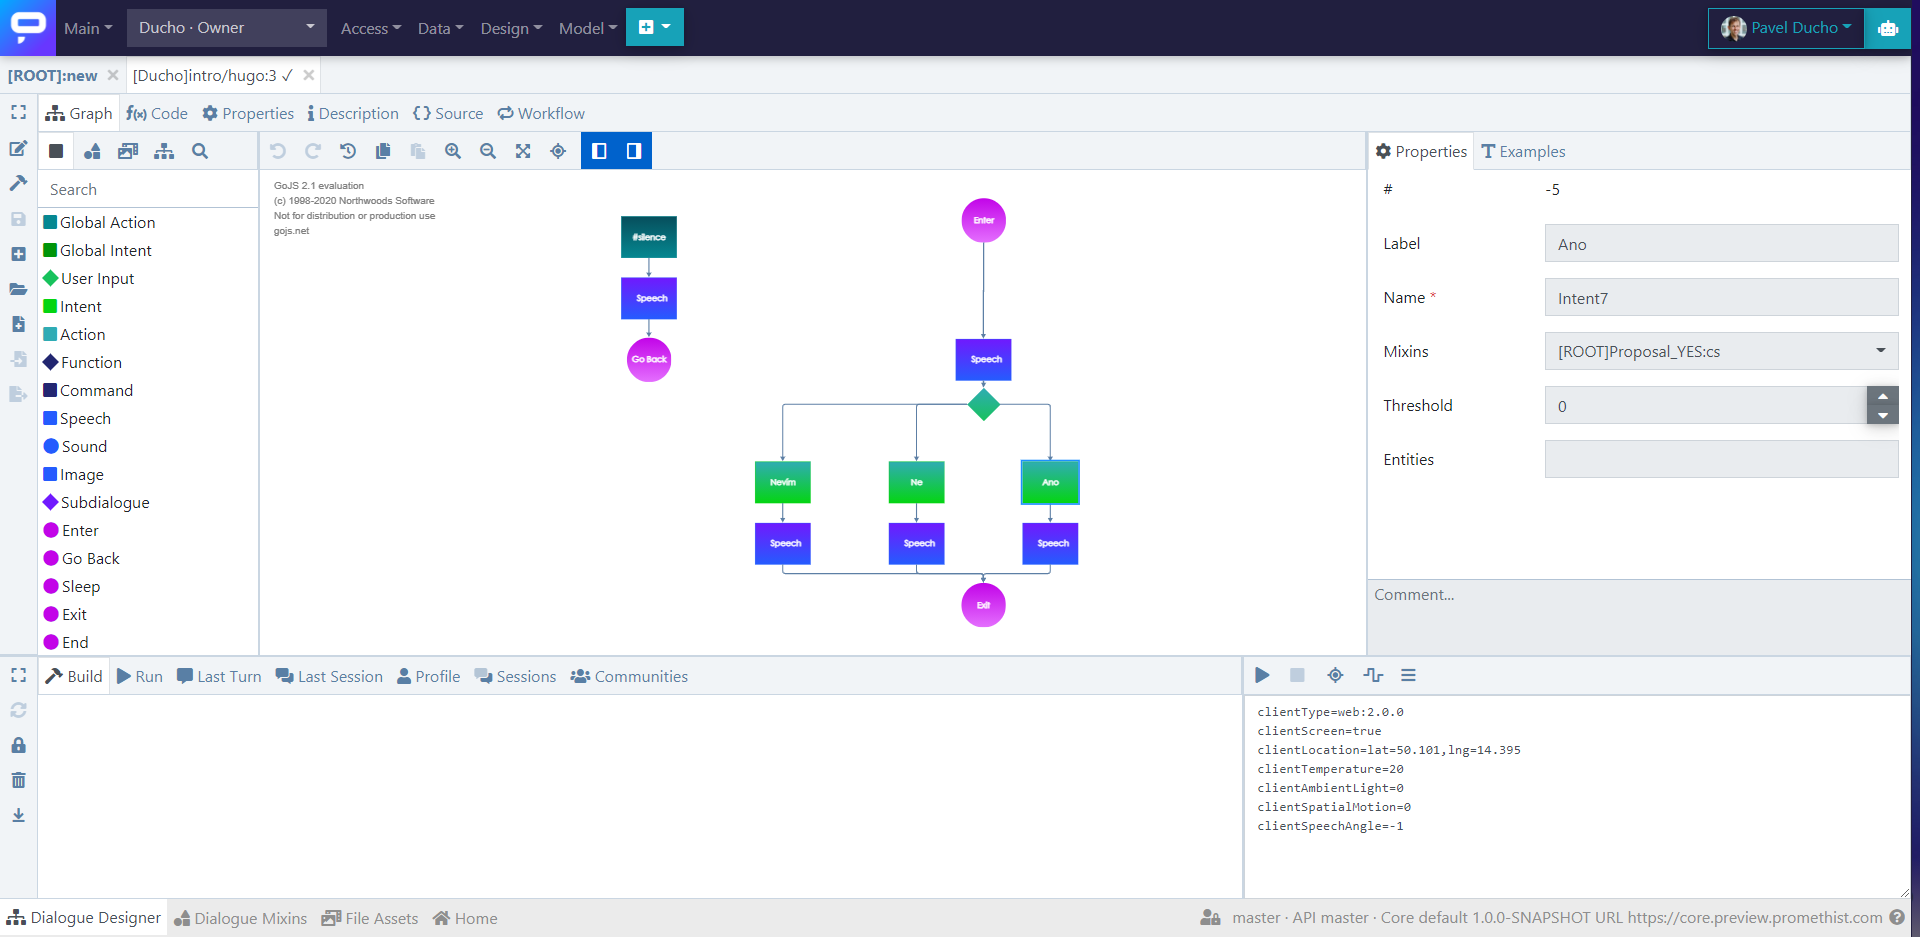 Main
Ducho · Owner
Access
Data
Design
Model
Pavel Ducho
[ROOT]:new
[Ducho]intro/hugo:3 ✓
Graph
f(x) Code
Properties
Description
{} Source
Workflow
Search
Global Action
Global Intent
User Input
Intent
Action
Function
Command
Speech
Sound
Image
Subdialogue
Enter
Go Back
Sleep
Exit
End
GoJS 2.1 evaluation
(c) 1998-2020 Northwoods Software
Not for distribution or production use
gojs.net
#silence
Speech
Go Back
Enter
Speech
Nevím
Ne
Ano
Speech
Speech
Speech
Exit
Properties
Examples
# -5
Label Ano
Name * Intent7
Mixins [ROOT]Proposal_YES:cs
Threshold 0
Entities
Comment...
Build
Run
Last Turn
Last Session
Profile
Sessions
Communities
clientType=web:2.0.0
clientScreen=true
clientLocation=lat=50.101,lng=14.395
clientTemperature=20
clientAmbientLight=0
clientSpatialMotion=0
clientSpeechAngle=-1
Dialogue Designer
Dialogue Mixins
File Assets
Home
master · API master · Core default 1.0.0-SNAPSHOT URL https://core.preview.promethist.com